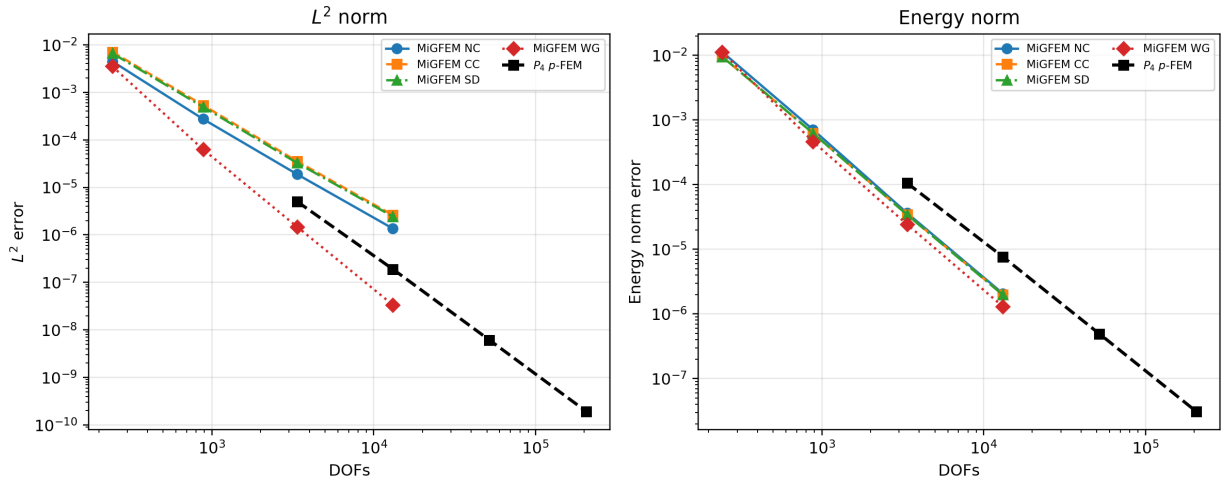 L² norm
10⁻²
10⁻³
10⁻⁴
10⁻⁵
10⁻⁶
10⁻⁷
10⁻⁸
10⁻⁹
10⁻¹⁰
L² error
MiGFEM NC
MiGFEM CC
MiGFEM SD
MiGFEM WG
P₄ p-FEM
10³
10⁴
10⁵
DOFs
Energy norm
10⁻²
10⁻³
10⁻⁴
10⁻⁵
10⁻⁶
10⁻⁷
Energy norm error
MiGFEM NC
MiGFEM CC
MiGFEM SD
MiGFEM WG
P₄ p-FEM
10³
10⁴
10⁵
DOFs